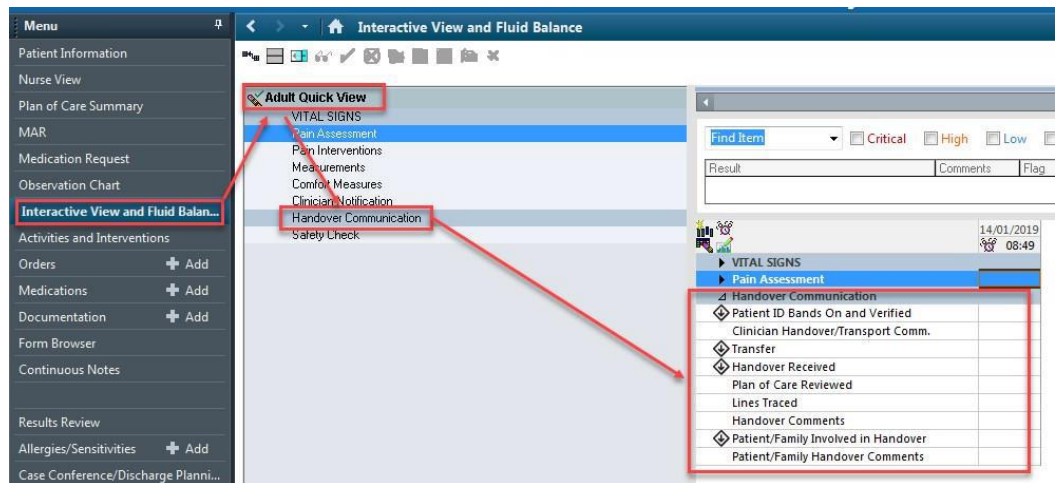 Menu
Interactive View and Fluid Balance
Patient Information
Nurse View
Plan of Care Summary
MAR
Medication Request
Observation Chart
Interactive View and Fluid Balan...
Activities and Interventions
Orders Add
Medications Add
Documentation Add
Form Browser
Continuous Notes
Results Review
Allergies/Sensitivities Add
Case Conference/Discharge Planni...
Adult Quick View
VITAL SIGNS
Pain Assessment
Pain Interventions
Measurements
Comfort Measures
Clinician Notification
Handover Communication
Safety Check
Find Item Critical High Low
Result Comments Flag
14/01/2019
08:49
VITAL SIGNS
Pain Assessment
Handover Communication
Patient ID Bands On and Verified
Clinician Handover/Transport Comm.
Transfer
Handover Received
Plan of Care Reviewed
Lines Traced
Handover Comments
Patient/Family Involved in Handover
Patient/Family Handover Comments